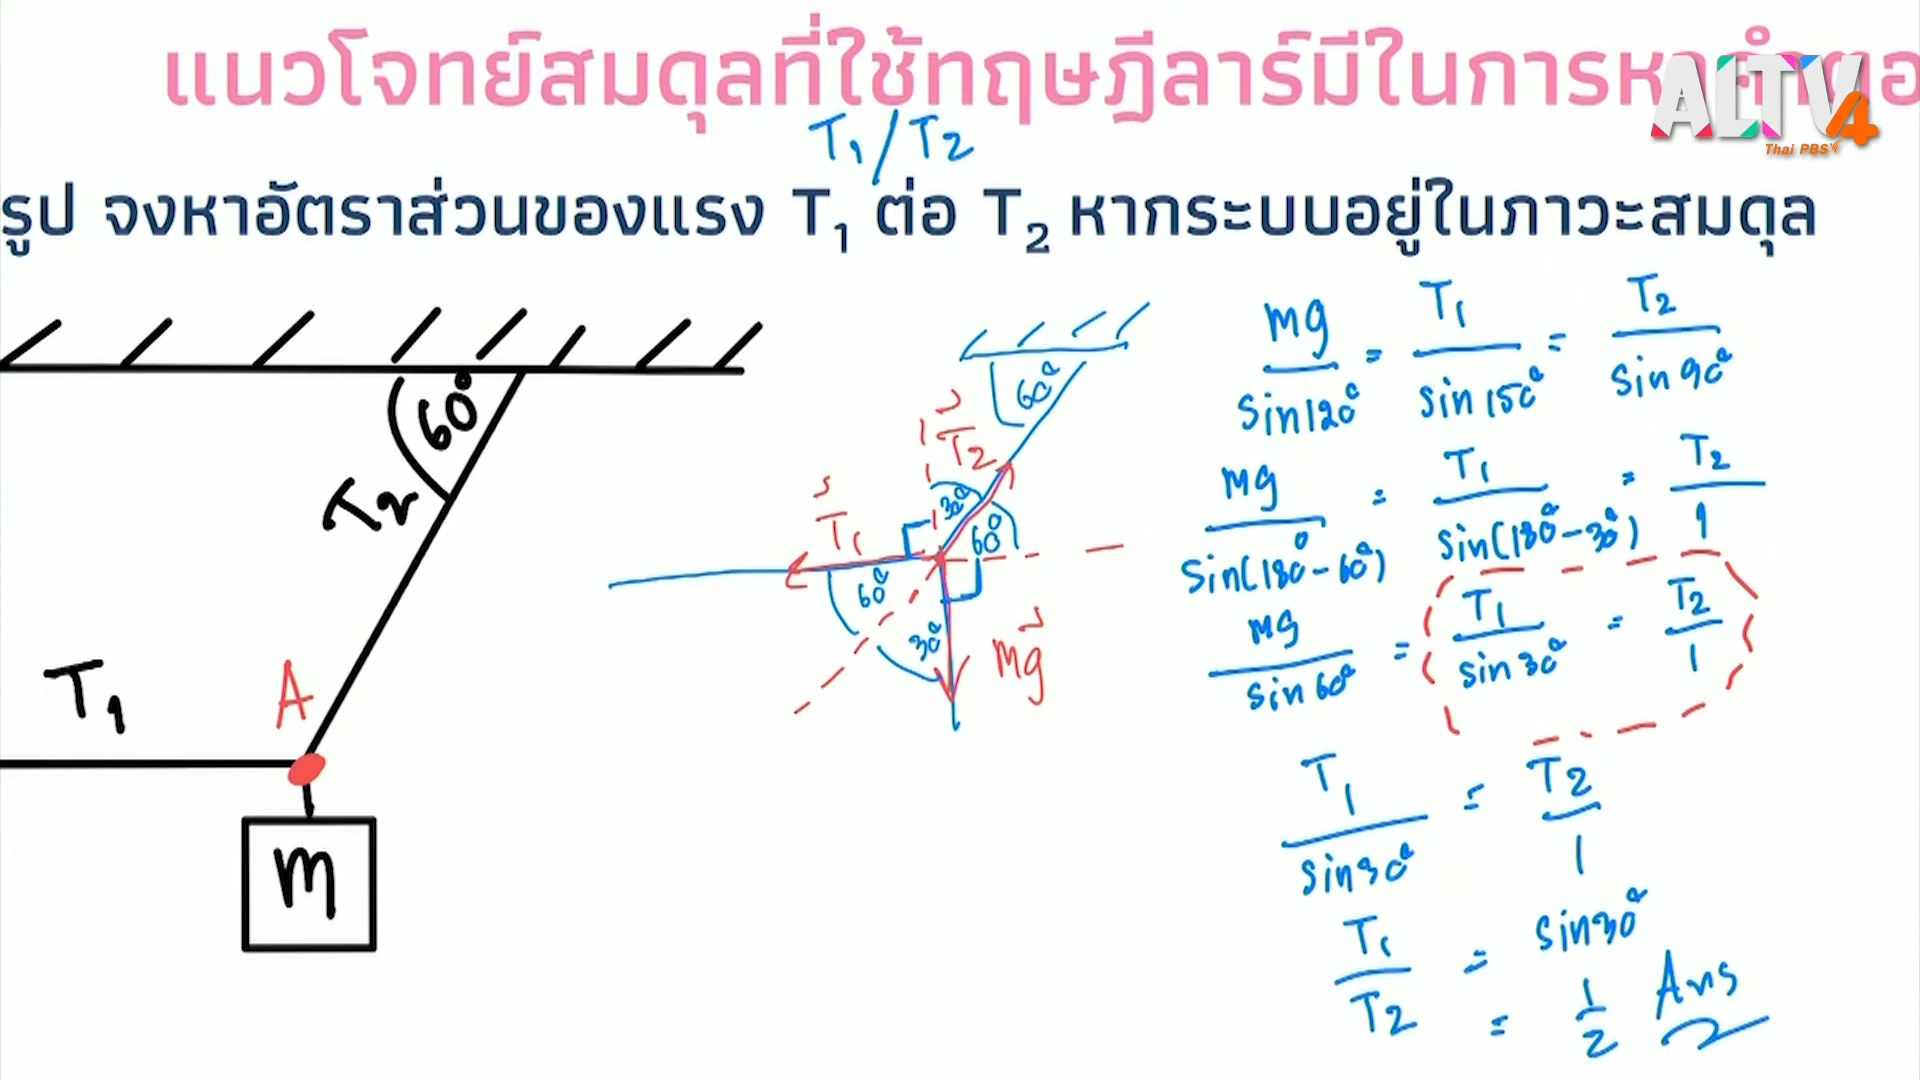 แนวโจทย์สมดุลที่ใช้ทฤษฎีลาร์มีในการหาคำตอ
ALTV4
Thai PBS
T₁/T₂
รูป จงหาอัตราส่วนของแรง T₁ ต่อ T₂ หากระบบอยู่ในภาวะสมดุล
60°
T₂
T₁
A
m
60°
T₂
30°
60°
T₁
60°
30°
mg
mg/sin120° = T₁/sin150° = T₂/sin90°
mg/sin(180°-60°) = T₁/sin(180°-30°) = T₂/1
mg/sin60° = T₁/sin30° = T₂/1
T₁/sin30° = T₂/1
T₁/T₂ = sin30°
= 1/2 Ans